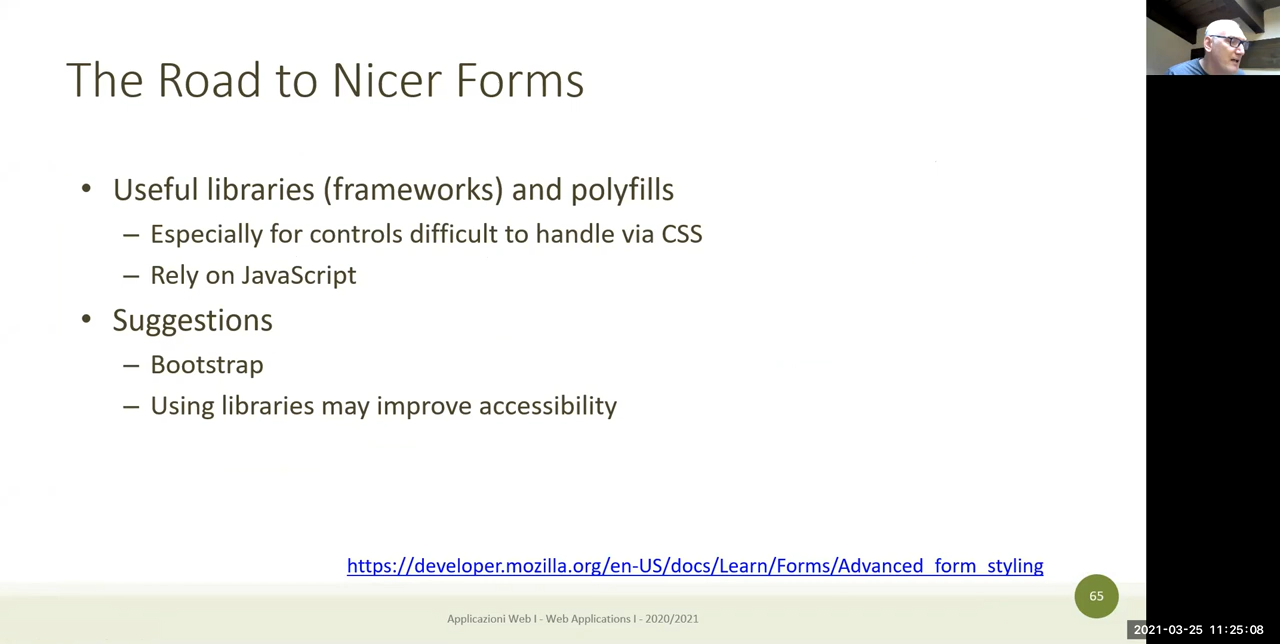 The Road to Nicer Forms
• Useful libraries (frameworks) and polyfills
– Especially for controls difficult to handle via CSS
– Rely on JavaScript
• Suggestions
– Bootstrap
– Using libraries may improve accessibility
https://developer.mozilla.org/en-US/docs/Learn/Forms/Advanced_form_styling
65
Applicazioni Web I - Web Applications I - 2020/2021
2021-03-25 11:25:08